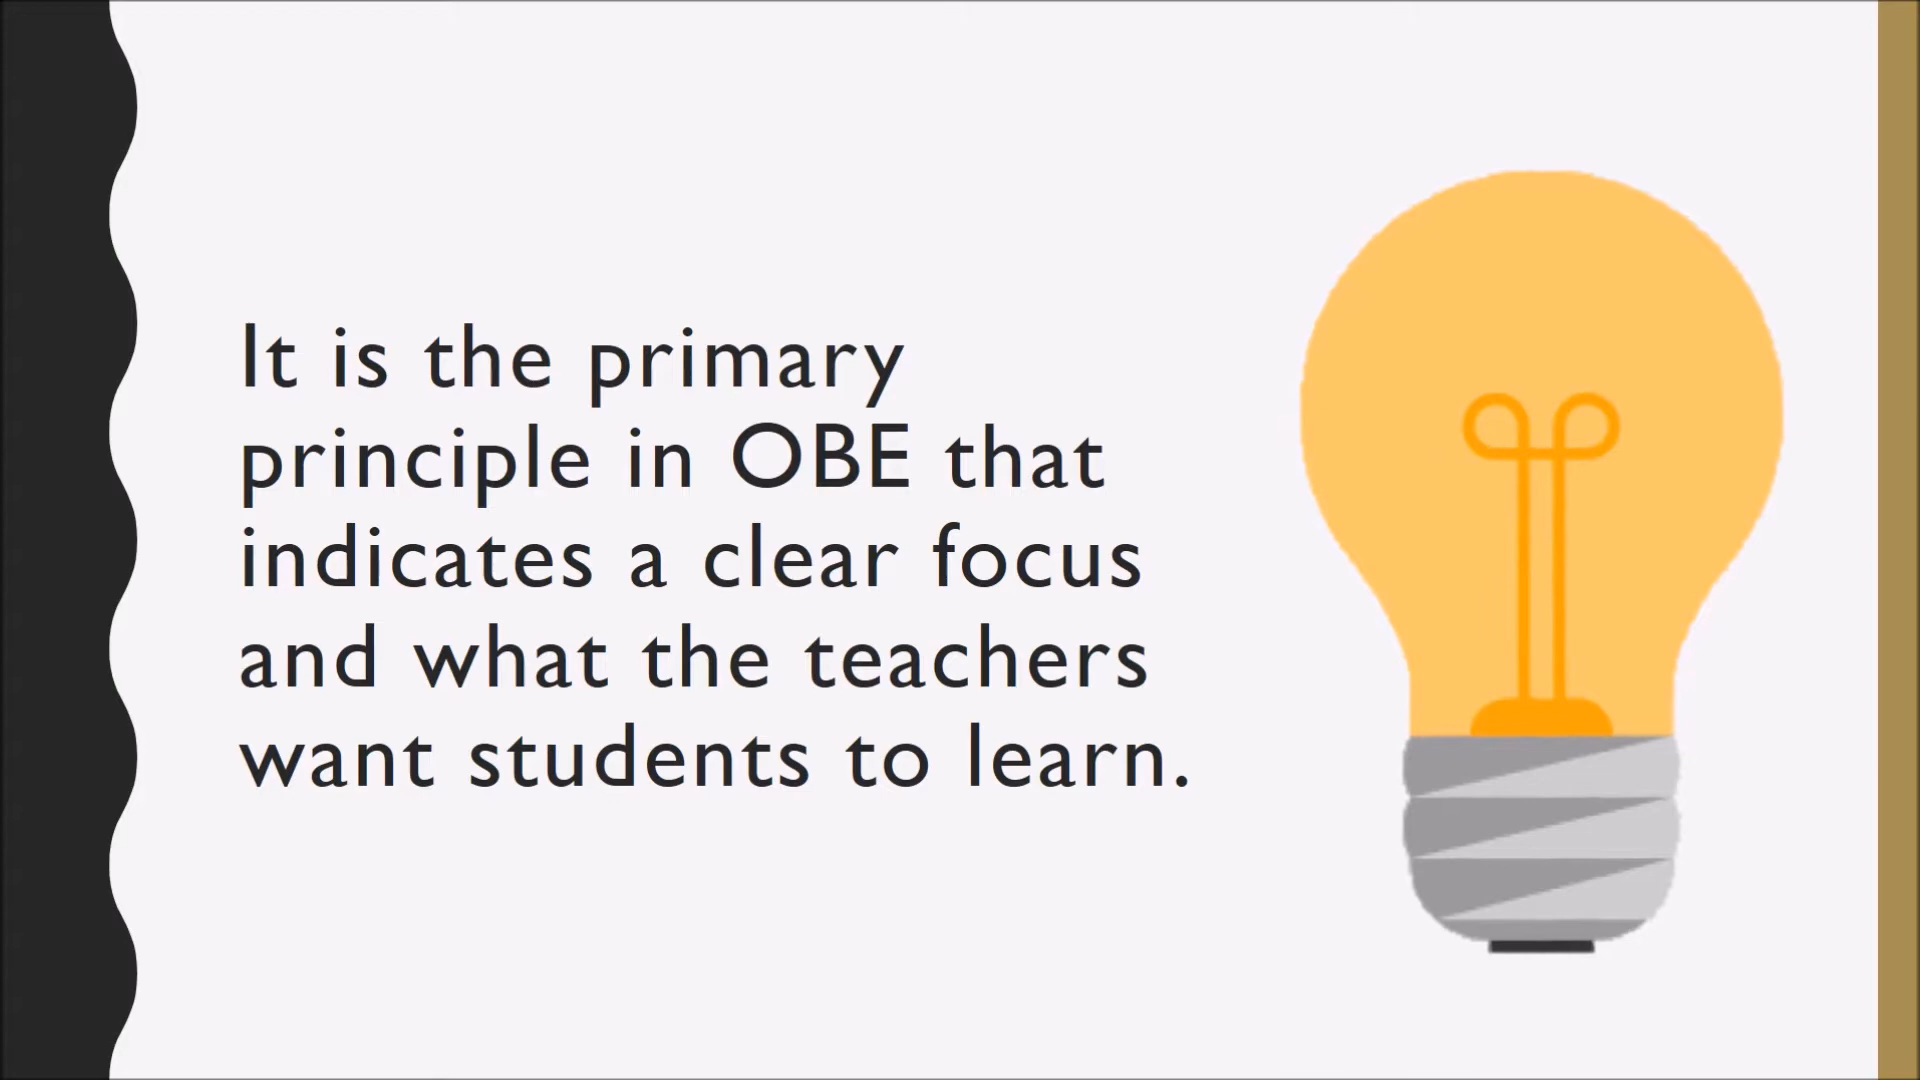 It is the primary
principle in OBE that
indicates a clear focus
and what the teachers
want students to learn.